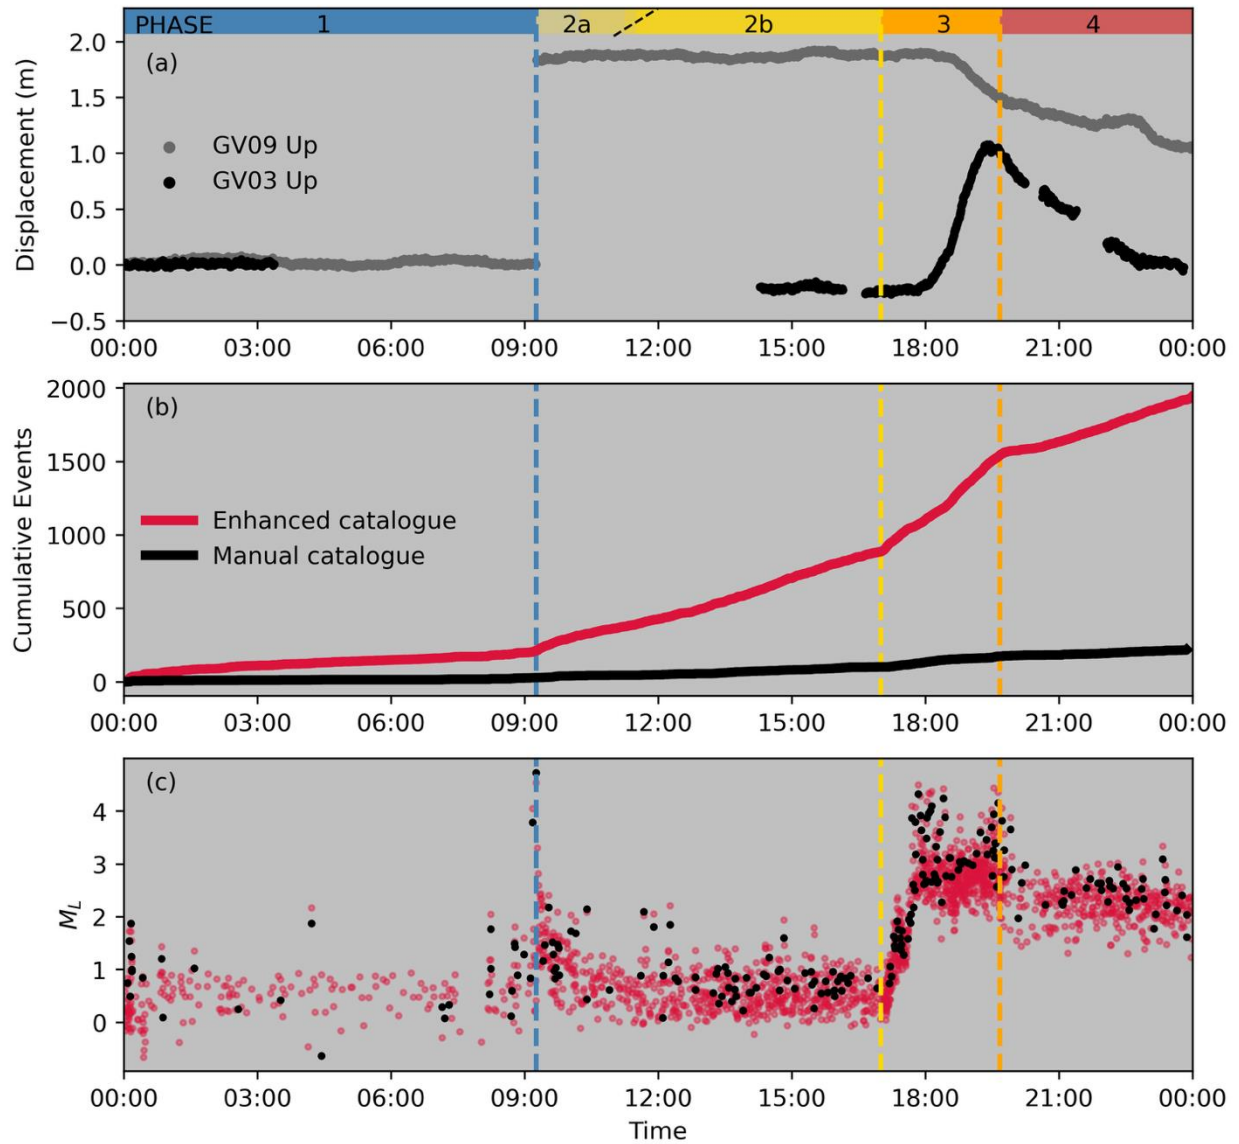 PHASE 1 2a 2b 3 4
(a)
Displacement (m)
2.0
1.5
1.0
0.5
0.0
−0.5
GV09 Up
GV03 Up
00:00 03:00 06:00 09:00 12:00 15:00 18:00 21:00 00:00
(b)
Cumulative Events
2000
1500
1000
500
0
Enhanced catalogue
Manual catalogue
00:00 03:00 06:00 09:00 12:00 15:00 18:00 21:00 00:00
(c)
M_L
4
3
2
1
0
00:00 03:00 06:00 09:00 12:00 15:00 18:00 21:00 00:00
Time